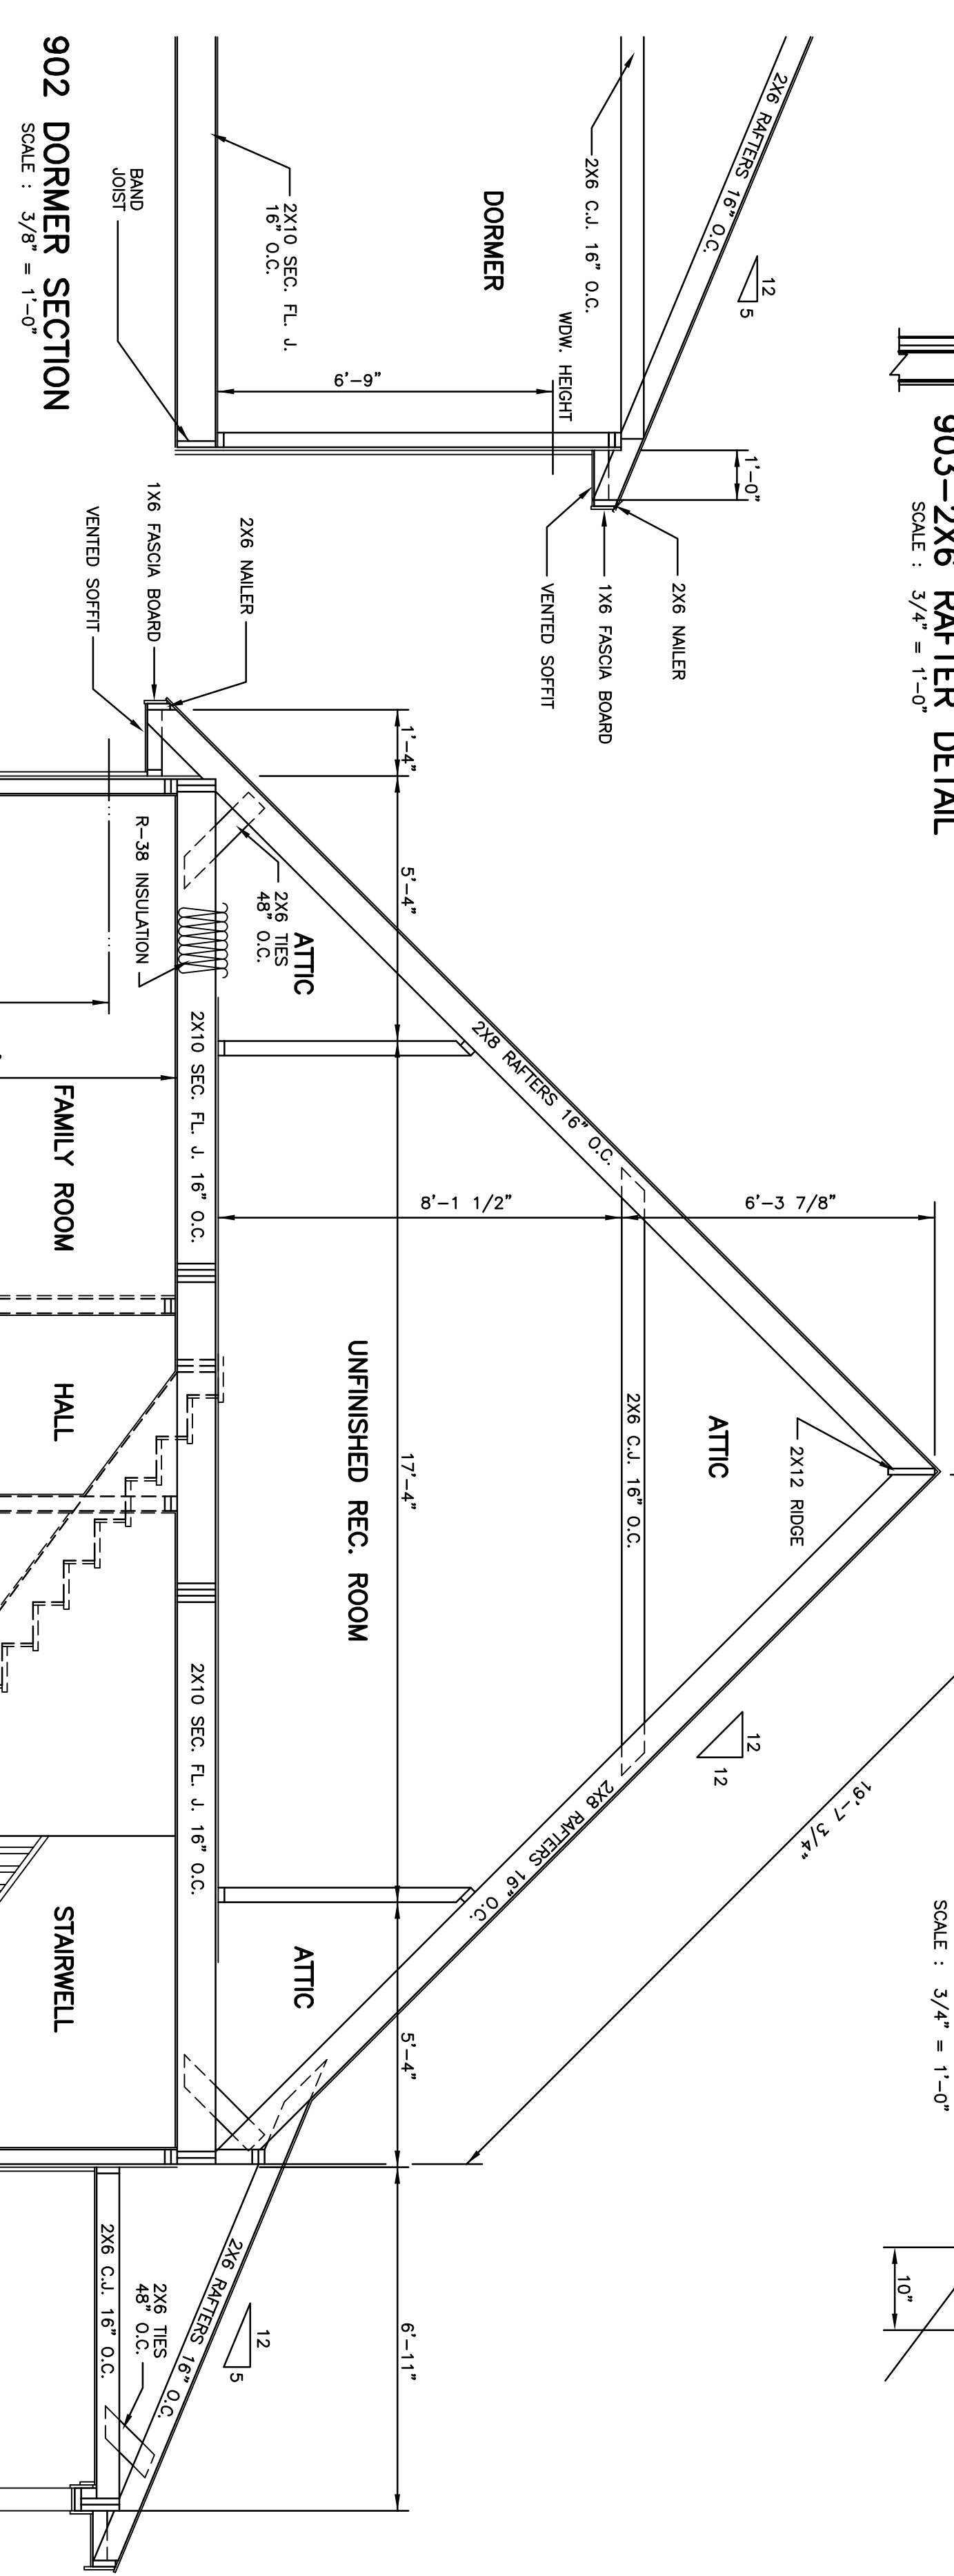 903-2X6 RAFTER DETAIL
SCALE : 3/4" = 1'-0"
SCALE : 3/4" = 1'-0"
10"
2X6 RAFTERS 16" O.C.
12
5
2X6 C.J. 16" O.C.
DORMER
WDW. HEIGHT
6'-9"
1'-0"
2X6 NAILER
1X6 FASCIA BOARD
VENTED SOFFIT
2X10 SEC. FL. J.
16" O.C.
BAND
JOIST
902 DORMER SECTION
SCALE : 3/8" = 1'-0"
2X6 NAILER
1X6 FASCIA BOARD
VENTED SOFFIT
1'-4"
5'-4"
17'-4"
5'-4"
6'-11"
6'-3 7/8"
8'-1 1/2"
19'-7 3/4"
ATTIC
2X12 RIDGE
12
12
2X8 RAFTERS 16" O.C.
2X6 C.J. 16" O.C.
2X8 RAFTERS 16" O.C.
UNFINISHED REC. ROOM
ATTIC
2X6 TIES
48" O.C.
ATTIC
R-38 INSULATION
2X10 SEC. FL. J. 16" O.C.
2X10 SEC. FL. J. 16" O.C.
FAMILY ROOM
HALL
STAIRWELL
12
5
2X6 RAFTERS 16" O.C.
2X6 TIES
48" O.C.
2X6 C.J. 16" O.C.